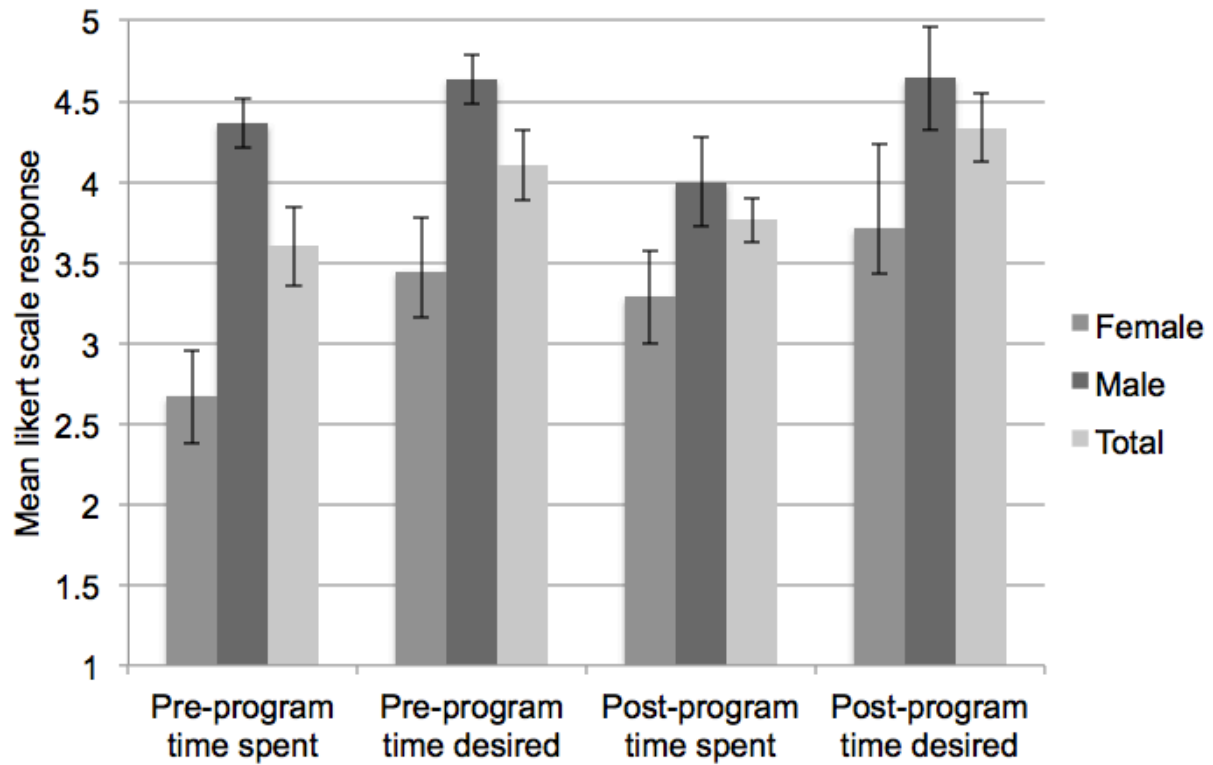 5
4.5
4
3.5
3
2.5
2
1.5
1
Mean likert scale response
Pre-program
time spent
Pre-program
time desired
Post-program
time spent
Post-program
time desired
Female
Male
Total